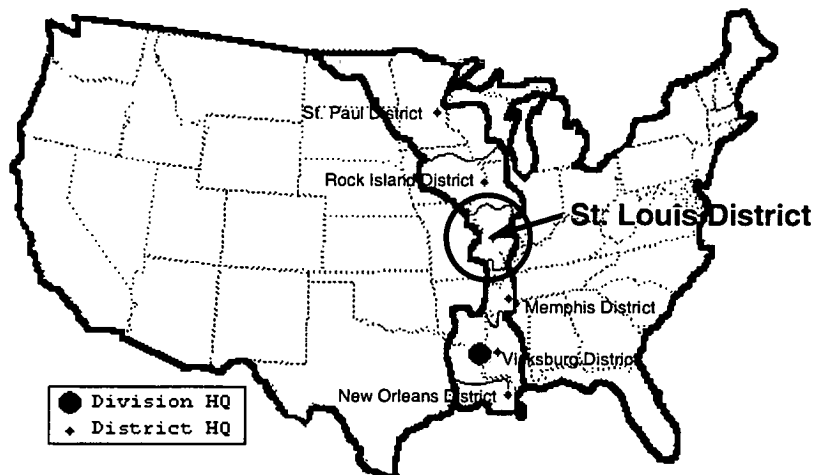 St. Paul District
Rock Island District
St. Louis District
Memphis District
Vicksburg District
New Orleans District
Division HQ
District HQ